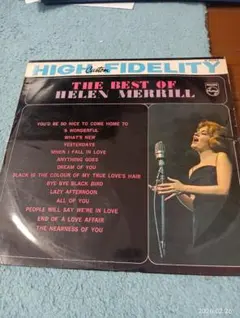 HIGH Custom FIDELITY
THE BEST OF
HELEN MERRILL
PHILIPS
YOU'D BE SO NICE TO COME HOME TO
'S WONDERFUL
WHAT'S NEW
YESTERDAYS
WHEN I FALL IN LOVE
ANYTHING GOES
DREAM OF YOU
BLACK IS THE COLOUR OF MY TRUE LOVE'S HAIR
BYE BYE BLACK BIRD
LAZY AFTERNOON
ALL OF YOU
PEOPLE WILL SAY WE'RE IN LOVE
END OF A LOVE AFFAIR
THE NEARNESS OF YOU